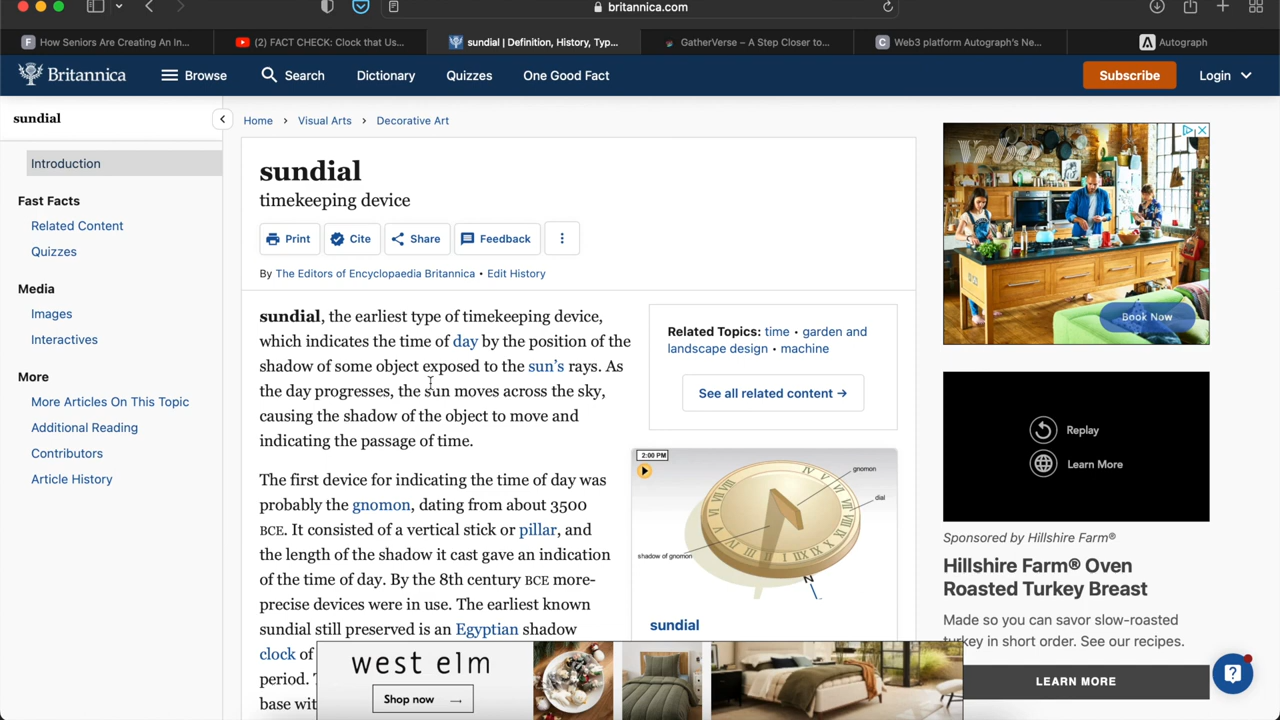 britannica.com
How Seniors Are Creating An In...
(2) FACT CHECK: Clock that Us...
sundial | Definition, History, Typ...
GatherVerse – A Step Closer to...
Web3 platform Autograph's Ne...
Autograph
Britannica
Browse
Search
Dictionary
Quizzes
One Good Fact
Subscribe
Login
sundial
Introduction
Fast Facts
Related Content
Quizzes
Media
Images
Interactives
More
More Articles On This Topic
Additional Reading
Contributors
Article History
Home > Visual Arts > Decorative Art
sundial
timekeeping device
Print
Cite
Share
Feedback
By The Editors of Encyclopaedia Britannica • Edit History
sundial, the earliest type of timekeeping device,
which indicates the time of day by the position of the
shadow of some object exposed to the sun's rays. As
the day progresses, the sun moves across the sky,
causing the shadow of the object to move and
indicating the passage of time.
The first device for indicating the time of day was
probably the gnomon, dating from about 3500
BCE. It consisted of a vertical stick or pillar, and
the length of the shadow it cast gave an indication
of the time of day. By the 8th century BCE more-
precise devices were in use. The earliest known
sundial still preserved is an Egyptian shadow
clock of
period.
base wit
Related Topics: time • garden and
landscape design • machine
See all related content →
2:00 PM
gnomon
dial
shadow of gnomon
N
sundial
Vrbo
Book Now
Replay
Learn More
Sponsored by Hillshire Farm®
Hillshire Farm® Oven
Roasted Turkey Breast
Made so you can savor slow-roasted
turkey in short order. See our recipes.
LEARN MORE
west elm
Shop now →